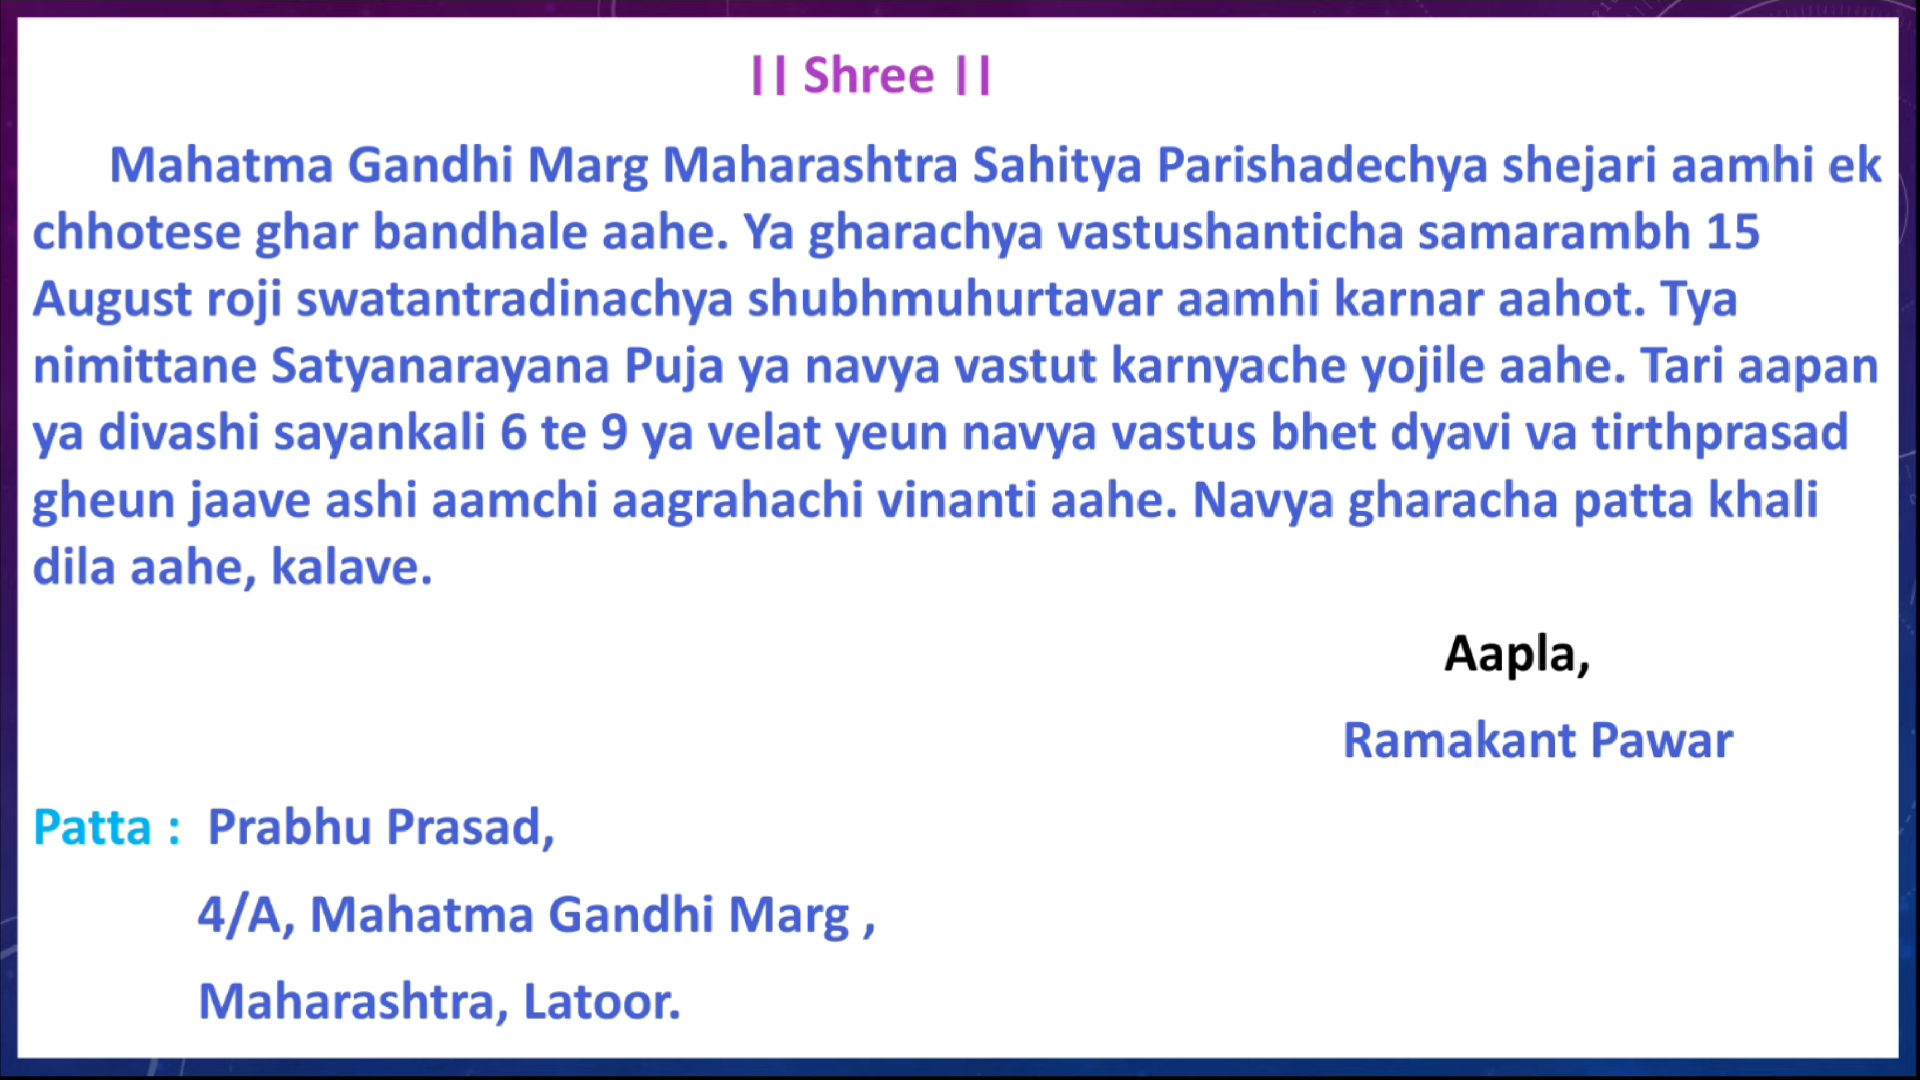 || Shree ||
Mahatma Gandhi Marg Maharashtra Sahitya Parishadechya shejari aamhi ek
chhotese ghar bandhale aahe. Ya gharachya vastushanticha samarambh 15
August roji swatantradinachya shubhmuhurtavar aamhi karnar aahot. Tya
nimittane Satyanarayana Puja ya navya vastut karnyache yojile aahe. Tari aapan
ya divashi sayankali 6 te 9 ya velat yeun navya vastus bhet dyavi va tirthprasad
gheun jaave ashi aamchi aagrahachi vinanti aahe. Navya gharacha patta khali
dila aahe, kalave.
Aapla,
Ramakant Pawar
Patta : Prabhu Prasad,
4/A, Mahatma Gandhi Marg ,
Maharashtra, Latoor.